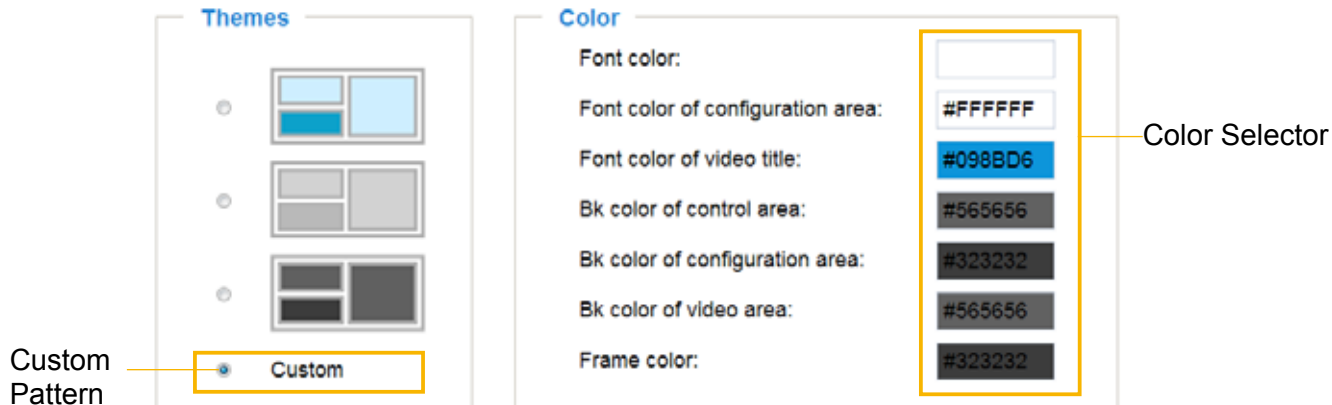 Themes
Color
Font color:
Font color of configuration area: #FFFFFF
Font color of video title: #098BD6
Bk color of control area: #565656
Bk color of configuration area: #323232
Bk color of video area: #565656
Frame color: #323232
Color Selector
Custom
Custom
Pattern